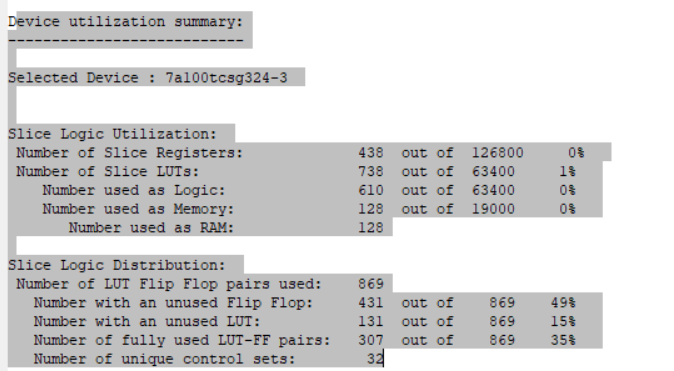 Device utilization summary:
---------------------------
Selected Device : 7a100tcsg324-3
Slice Logic Utilization:
Number of Slice Registers: 438 out of 126800 0%
Number of Slice LUTs: 738 out of 63400 1%
Number used as Logic: 610 out of 63400 0%
Number used as Memory: 128 out of 19000 0%
Number used as RAM: 128
Slice Logic Distribution:
Number of LUT Flip Flop pairs used: 869
Number with an unused Flip Flop: 431 out of 869 49%
Number with an unused LUT: 131 out of 869 15%
Number of fully used LUT-FF pairs: 307 out of 869 35%
Number of unique control sets: 32